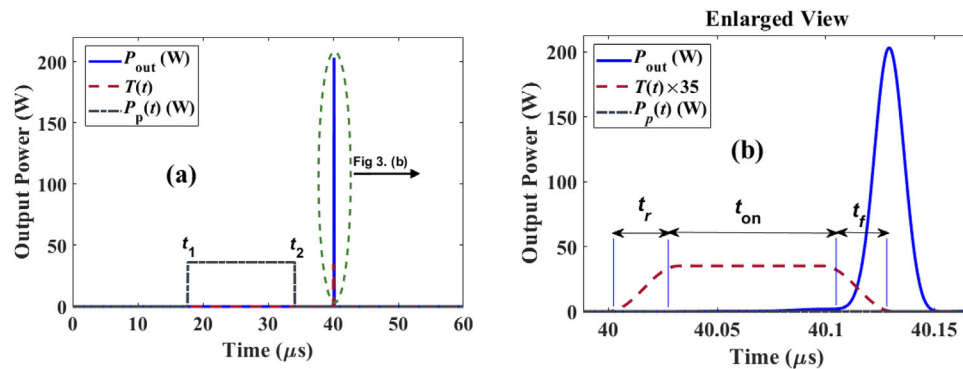 P_out (W)
T(t)
P_p(t) (W)
(a)
Fig 3. (b)
t_1
t_2
Output Power (W)
200
150
100
50
0
0 10 20 30 40 50 60
Time (μs)
Enlarged View
P_out (W)
T(t)×35
P_p(t) (W)
(b)
t_r
t_on
t_f
Output Power (W)
200
150
100
50
0
40 40.05 40.1 40.15
Time (μs)